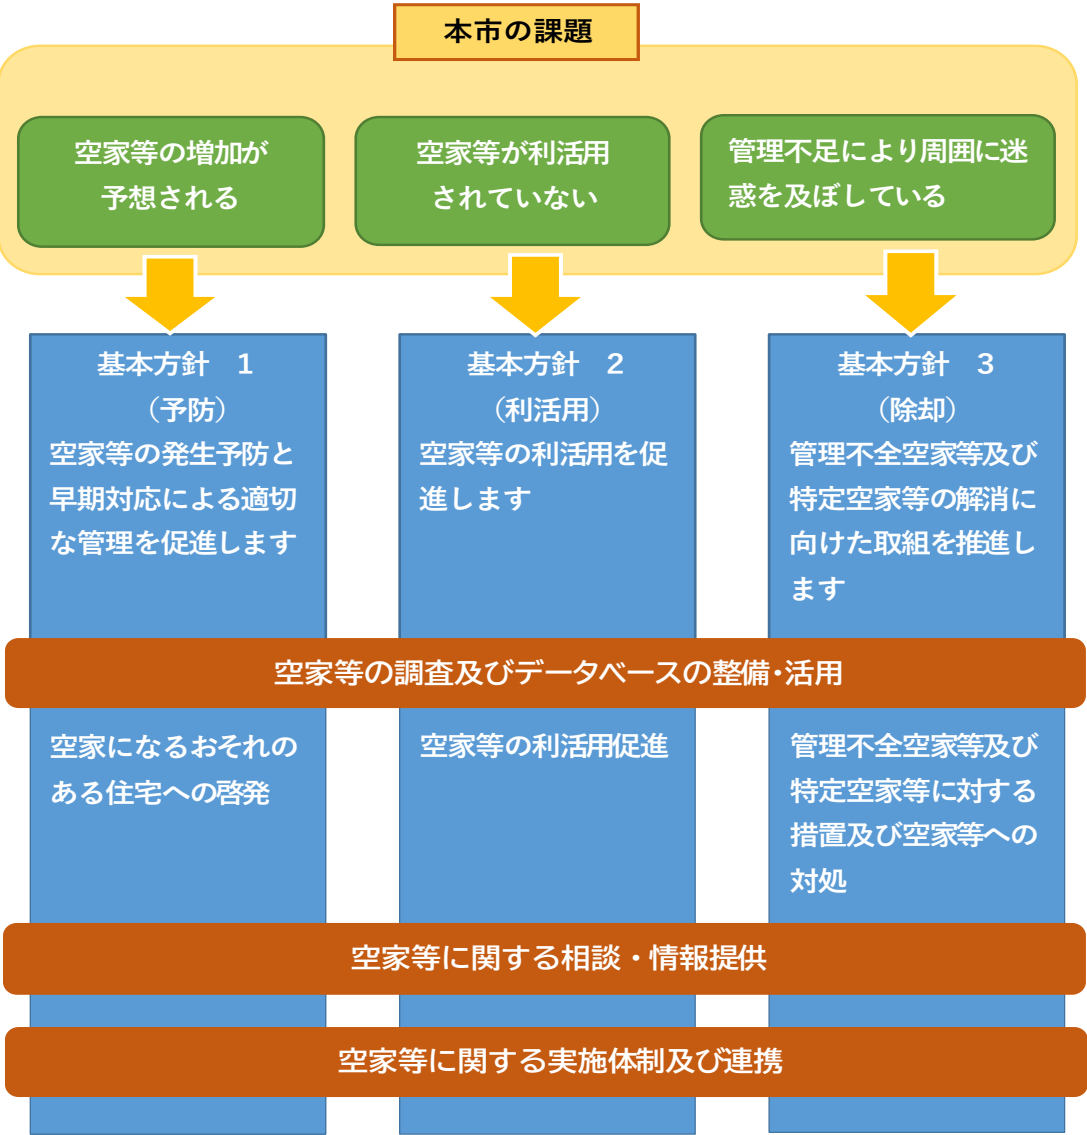 本市の課題
空家等の増加が
予想される
空家等が利活用
されていない
管理不足により周囲に迷
惑を及ぼしている
基本方針　1
（予防）
空家等の発生予防と
早期対応による適切
な管理を促進します
基本方針　2
（利活用）
空家等の利活用を促
進します
基本方針　3
（除却）
管理不全空家等及び
特定空家等の解消に
向けた取組を推進し
ます
空家等の調査及びデータベースの整備・活用
空家になるおそれの
ある住宅への啓発
空家等の利活用促進
管理不全空家等及び
特定空家等に対する
措置及び空家等への
対処
空家等に関する相談・情報提供
空家等に関する実施体制及び連携